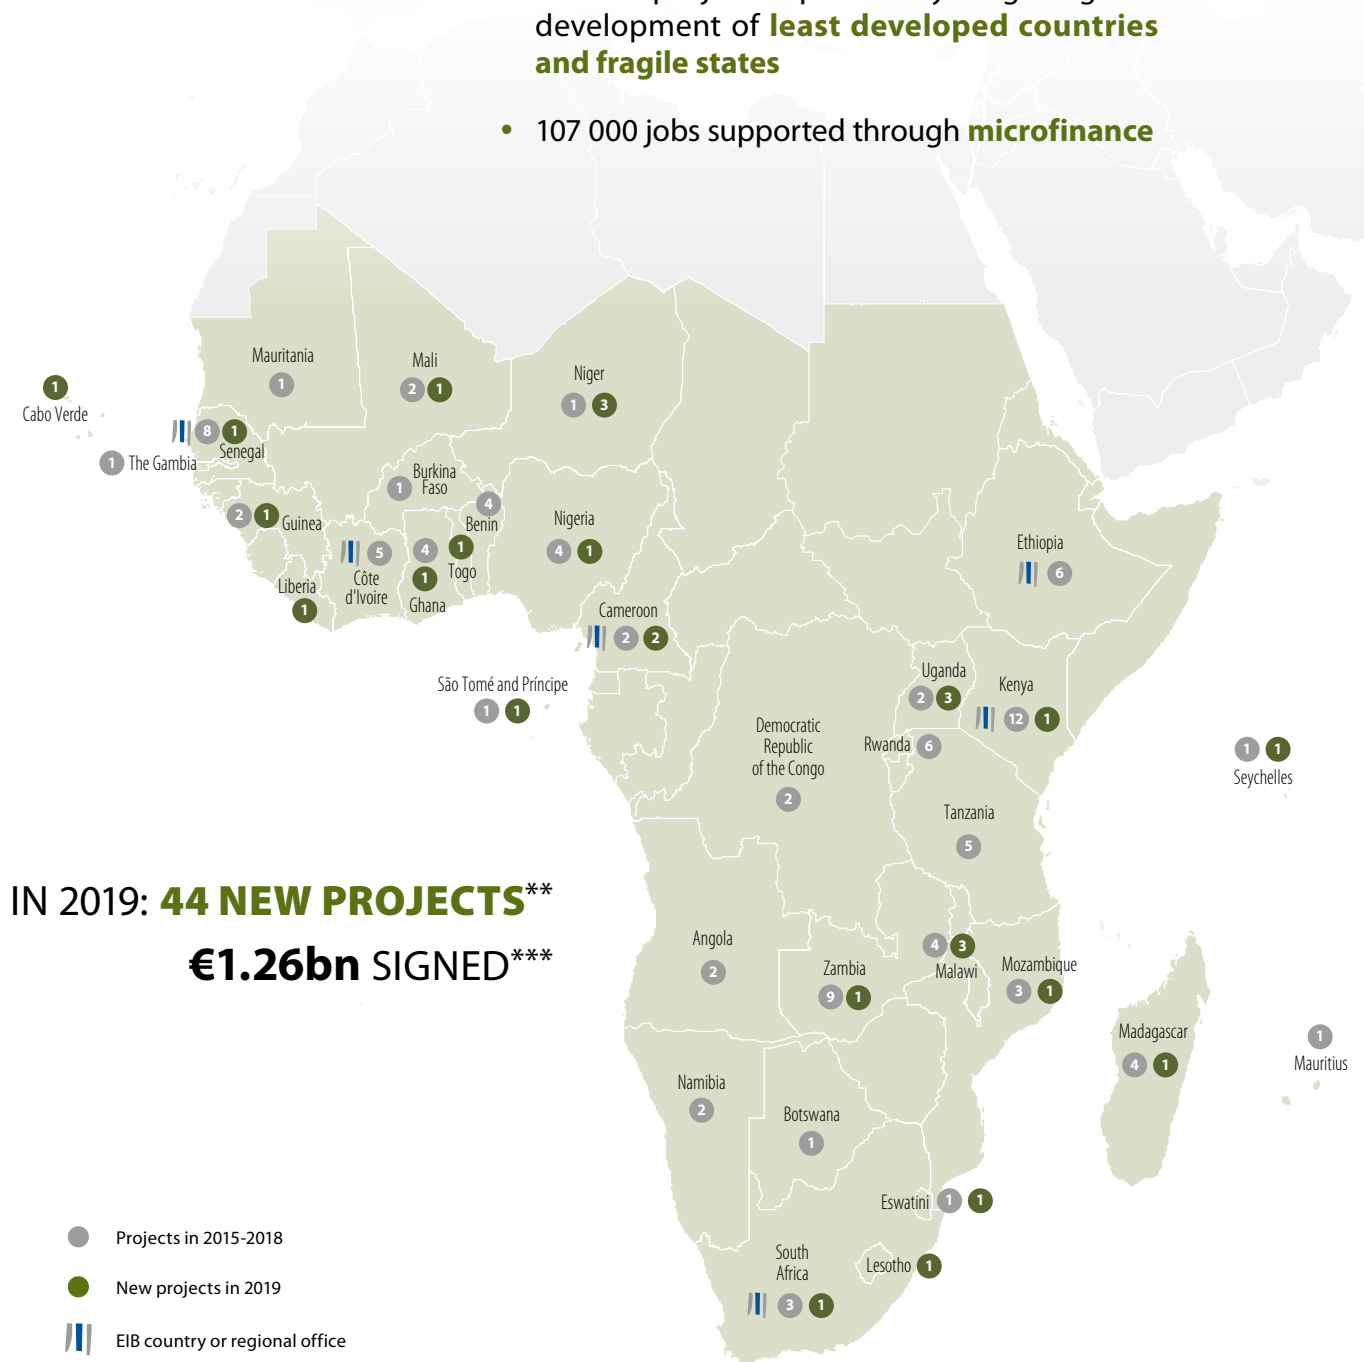 development of least developed countries
and fragile states
• 107 000 jobs supported through microfinance
Mauritania
1
Mali
2 1
Niger
1 3
1
Cabo Verde
8 1
Senegal
1 The Gambia
Burkina
Faso
1
4
Benin
2 1 Guinea
Nigeria
4 1
5
Côte
d'Ivoire
4
1
Ghana
1
Togo
Liberia
1
Ethiopia
6
Cameroon
2 2
São Tomé and Príncipe
1 1
Uganda
2 3
Kenya
12 1
Democratic
Republic
of the Congo
2
Rwanda 6
1 1
Seychelles
Tanzania
5
IN 2019: 44 NEW PROJECTS**
€1.26bn SIGNED***
Angola
2
Zambia
9 1
4 3
Malawi
Mozambique
3 1
Madagascar
4 1
1
Mauritius
Namibia
2
Botswana
1
Eswatini 1 1
South
Africa
3 1
Lesotho 1
Projects in 2015-2018
New projects in 2019
EIB country or regional office